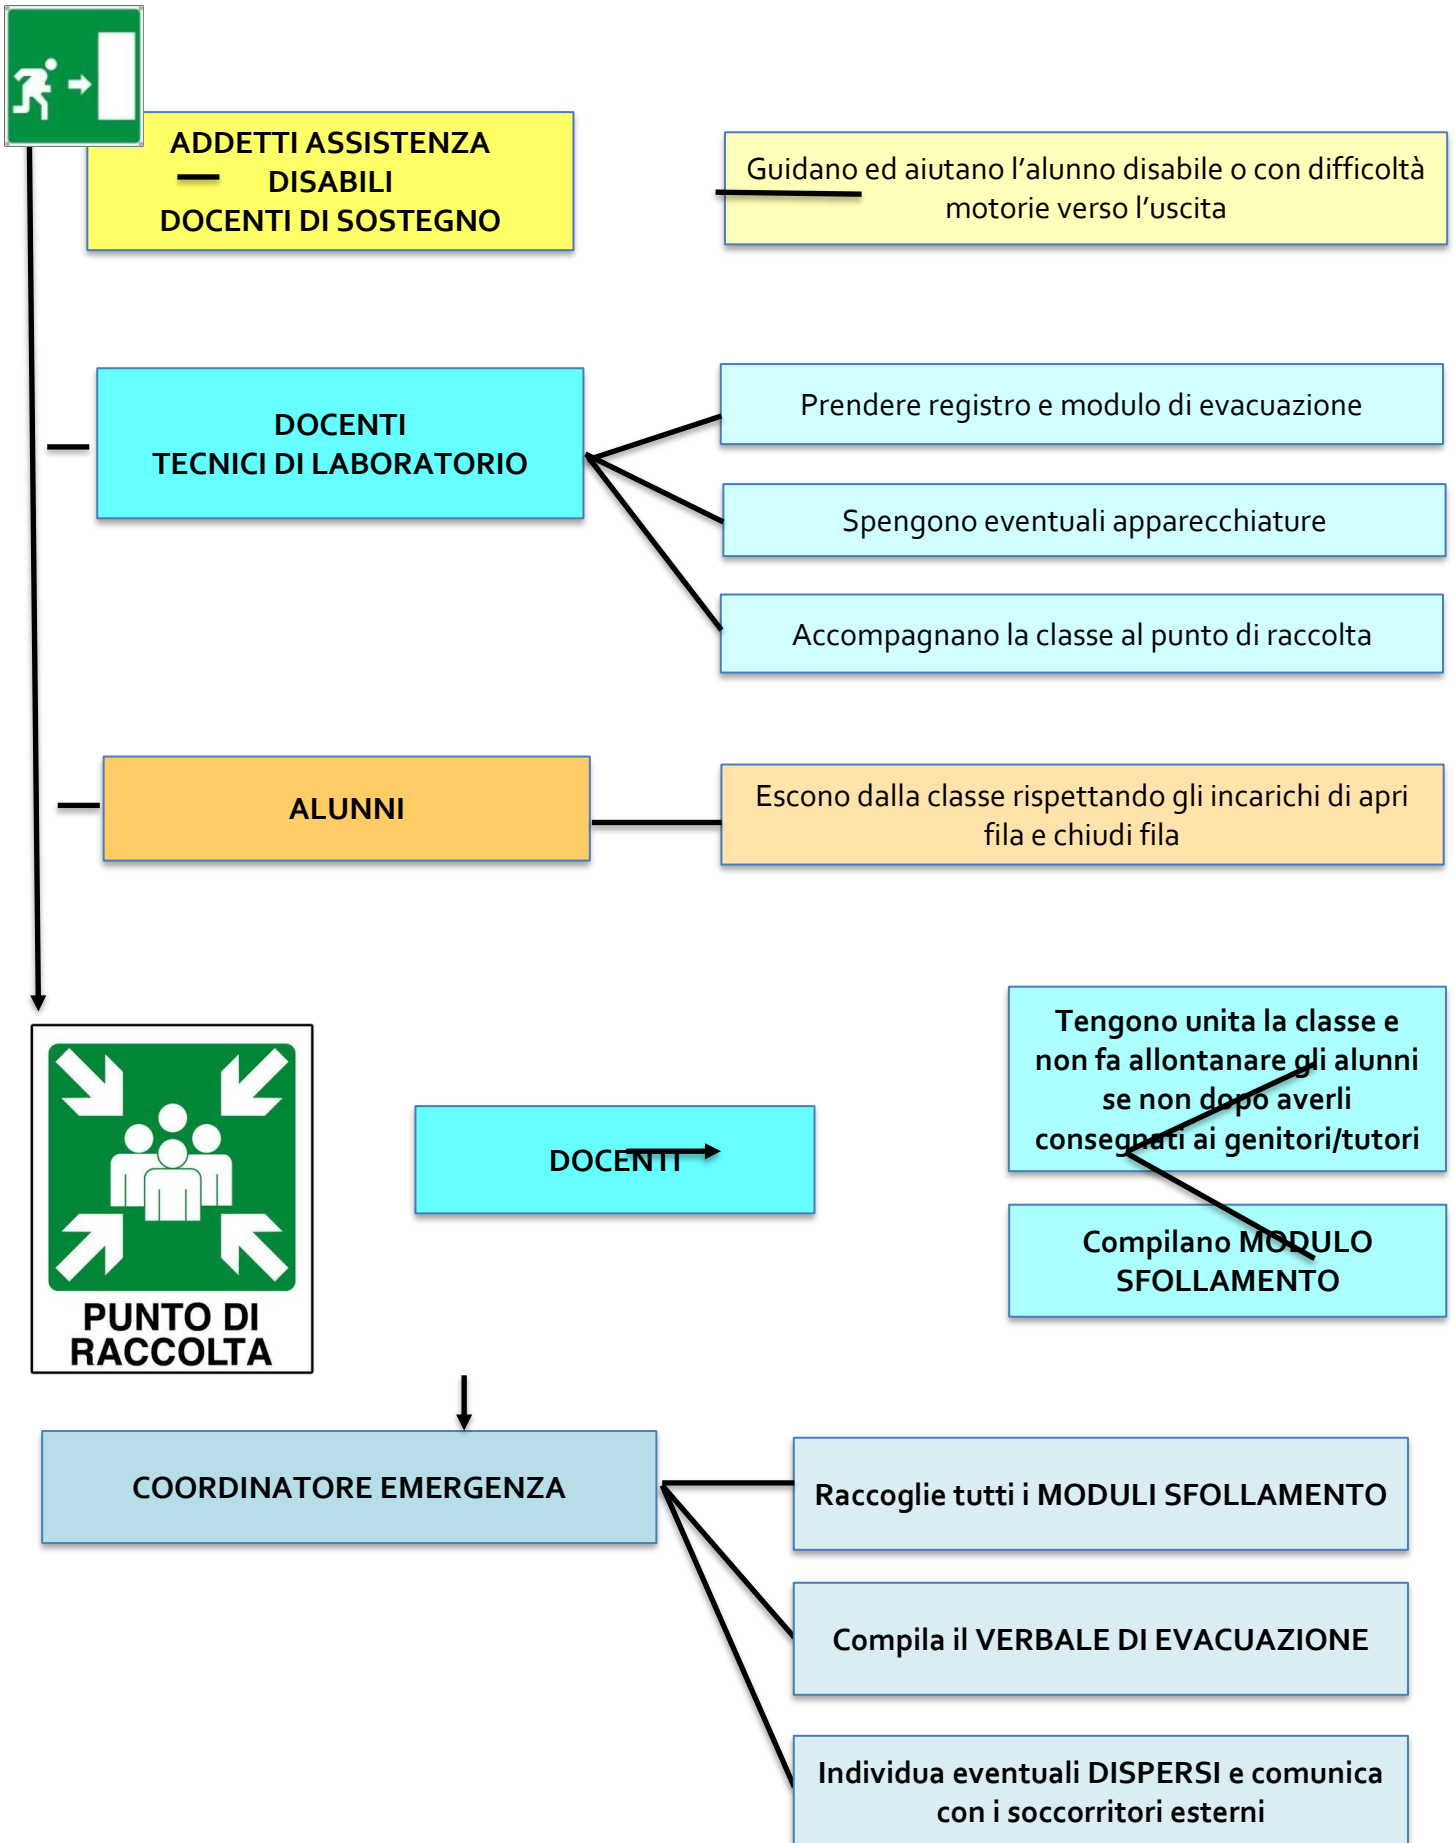 ADDETTI ASSISTENZA
DISABILI
DOCENTI DI SOSTEGNO
Guidano ed aiutano l’alunno disabile o con difficoltà
motorie verso l’uscita
DOCENTI
TECNICI DI LABORATORIO
Prendere registro e modulo di evacuazione
Spengono eventuali apparecchiature
Accompagnano la classe al punto di raccolta
ALUNNI
Escono dalla classe rispettando gli incarichi di apri
fila e chiudi fila
PUNTO DI
RACCOLTA
DOCENTI
Tengono unita la classe e
non fa allontanare gli alunni
se non dopo averli
consegnati ai genitori/tutori
Compilano MODULO
SFOLLAMENTO
COORDINATORE EMERGENZA
Raccoglie tutti i MODULI SFOLLAMENTO
Compila il VERBALE DI EVACUAZIONE
Individua eventuali DISPERSI e comunica
con i soccorritori esterni